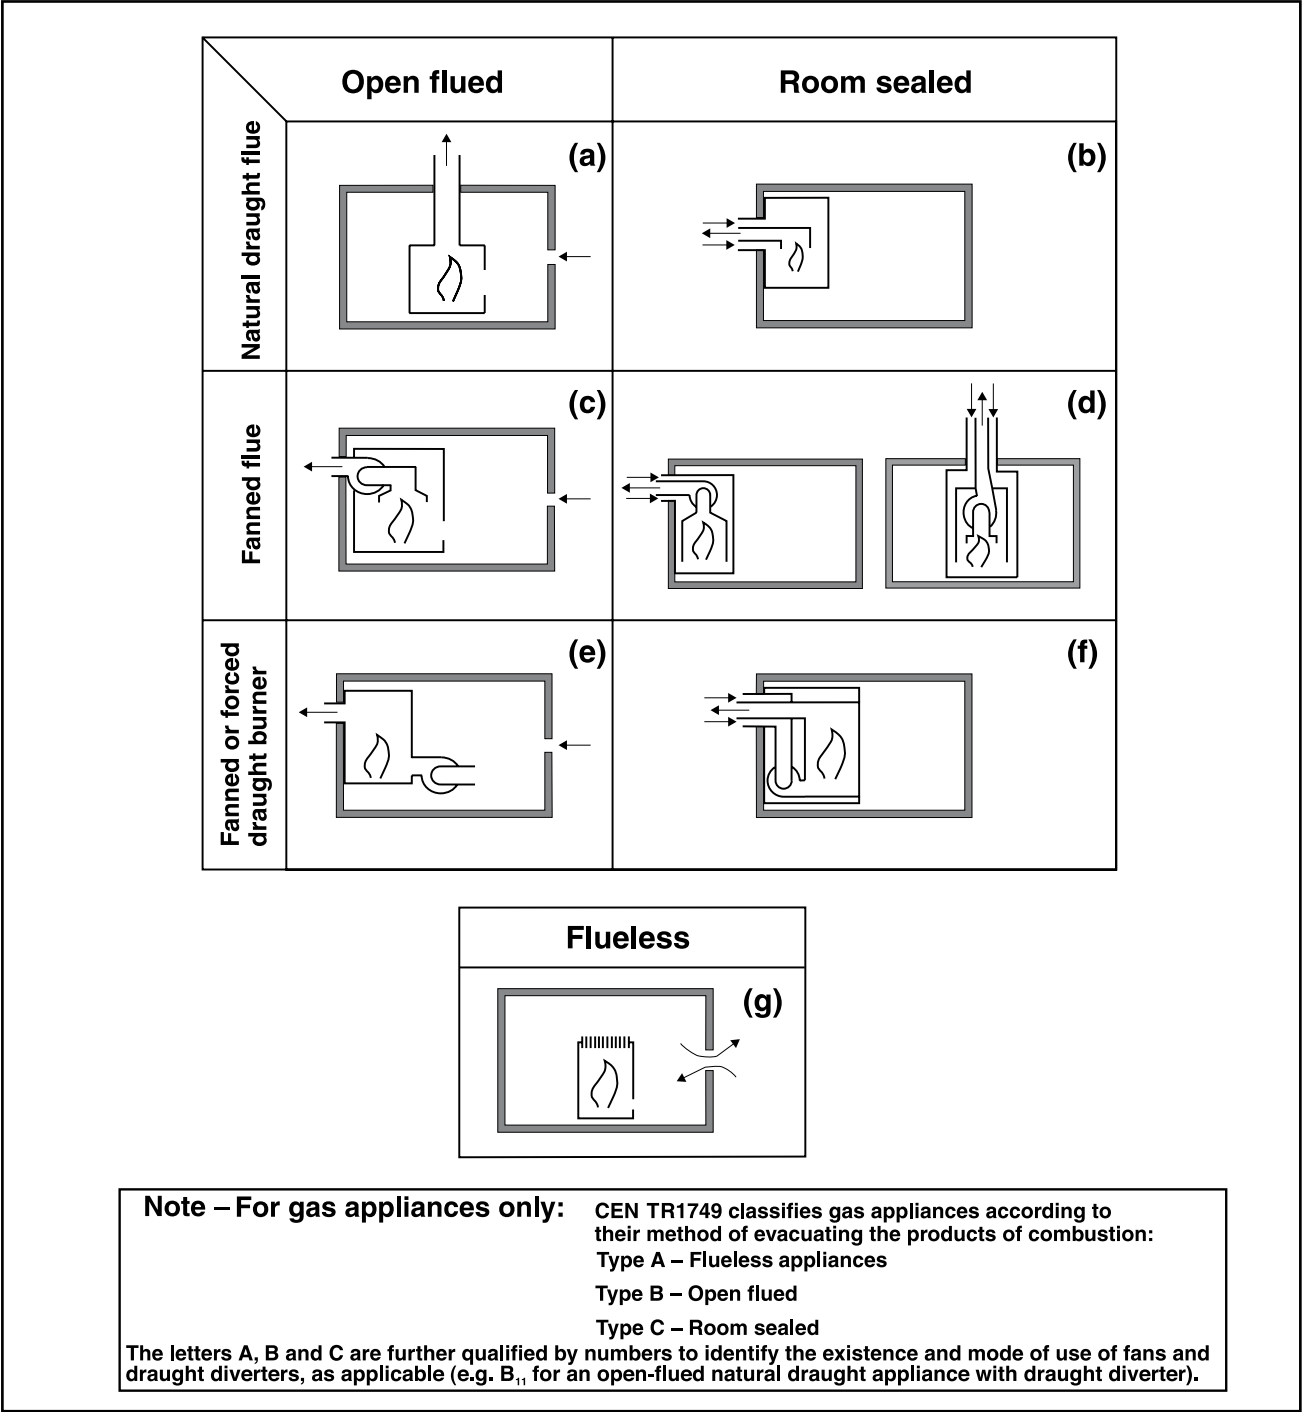 Open flued
Room sealed
Natural draught flue
(a)
(b)
Fanned flue
(c)
(d)
Fanned or forced
draught burner
(e)
(f)
Flueless
(g)
Note – For gas appliances only:
CEN TR1749 classifies gas appliances according to
their method of evacuating the products of combustion:
Type A – Flueless appliances
Type B – Open flued
Type C – Room sealed
The letters A, B and C are further qualified by numbers to identify the existence and mode of use of fans and
draught diverters, as applicable (e.g. B₁₁ for an open-flued natural draught appliance with draught diverter).